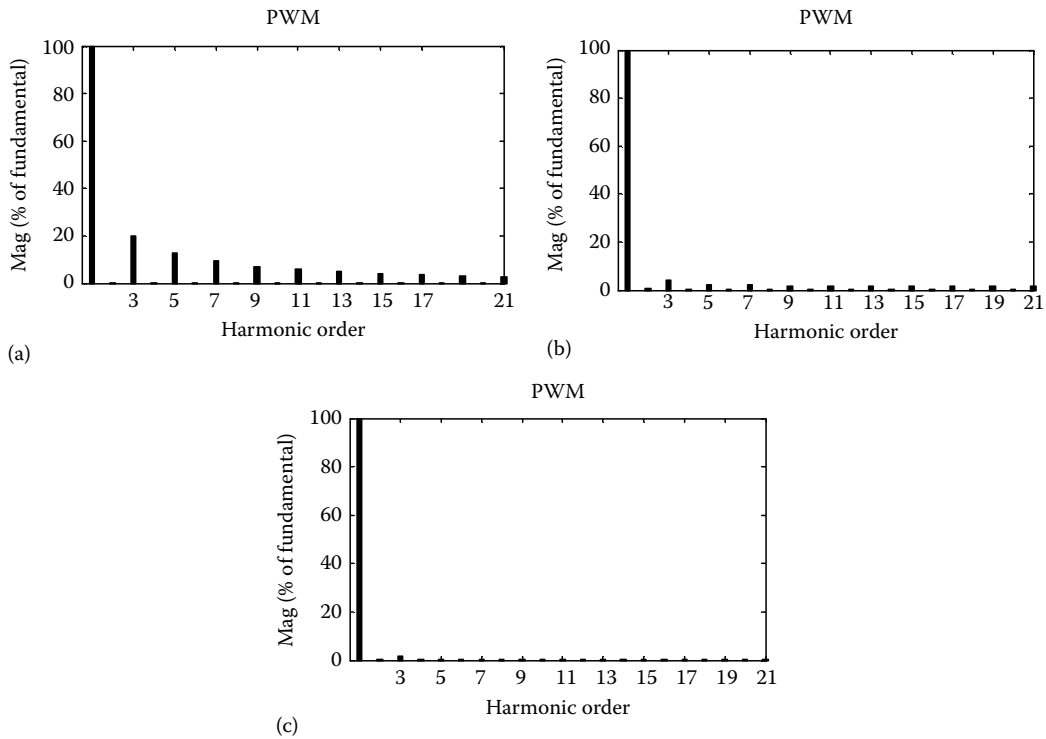 PWM
100
80
60
40
20
0
Mag (% of fundamental)
3 5 7 9 11 13 15 17 21
Harmonic order
(a)
PWM
100
80
60
40
20
0
Mag (% of fundamental)
3 5 7 9 11 13 15 17 19 21
Harmonic order
(b)
PWM
100
80
60
40
20
0
Mag (% of fundamental)
3 5 7 9 11 13 15 17 19 21
Harmonic order
(c)